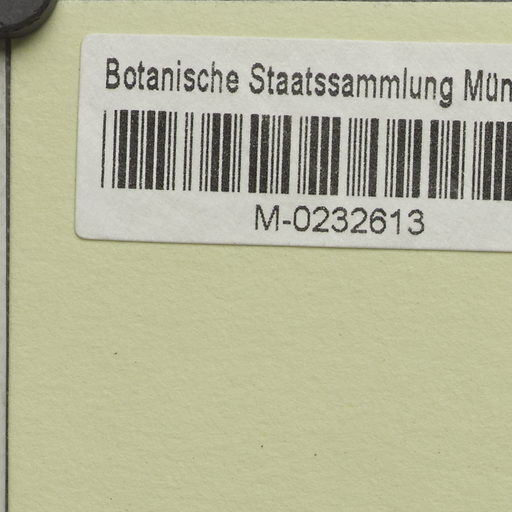 Botanische Staatssammlung Mün
M-0232613